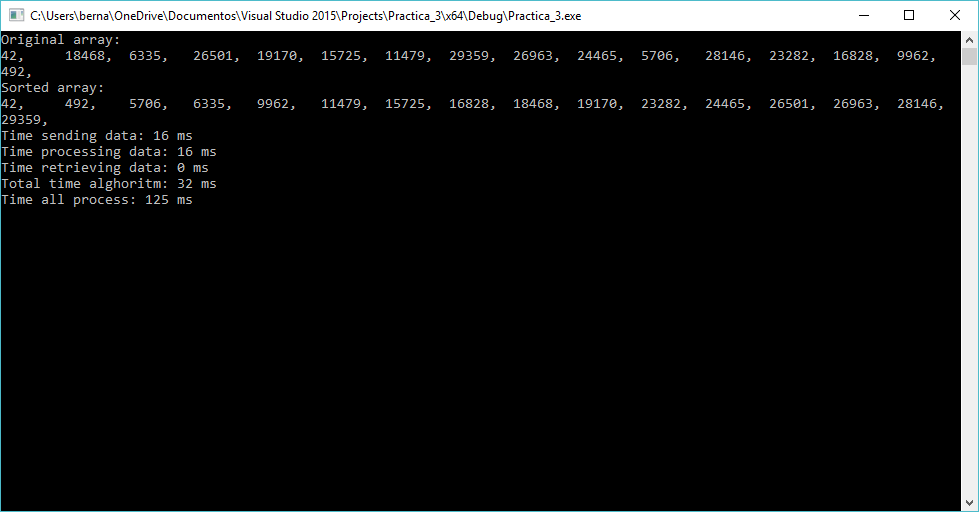 C:\Users\berna\OneDrive\Documentos\Visual Studio 2015\Projects\Practica_3\x64\Debug\Practica_3.exe
Original array:
42, 18468, 6335, 26501, 19170, 15725, 11479, 29359, 26963, 24465, 5706, 28146, 23282, 16828, 9962,
492,
Sorted array:
42, 492, 5706, 6335, 9962, 11479, 15725, 16828, 18468, 19170, 23282, 24465, 26501, 26963, 28146,
29359,
Time sending data: 16 ms
Time processing data: 16 ms
Time retrieving data: 0 ms
Total time alghoritm: 32 ms
Time all process: 125 ms